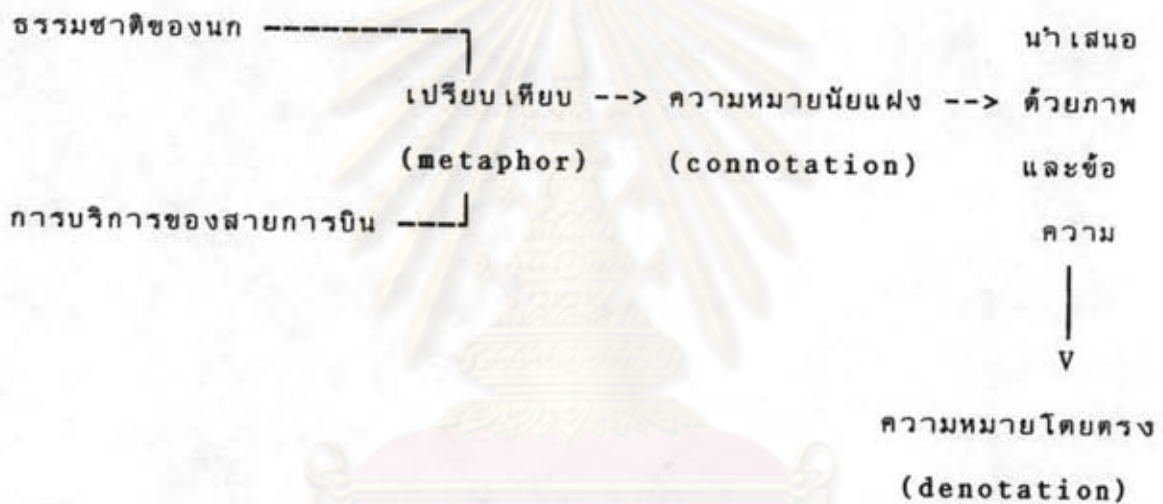 ธรรมชาติของนก
นำเสนอ
เปรียบเทียบ --> ความหมายนัยแฝง --> ด้วยภาพ
(metaphor) (connotation) และข้อ
การบริการของสายการบิน ความ
V
ความหมายโดยตรง
(denotation)